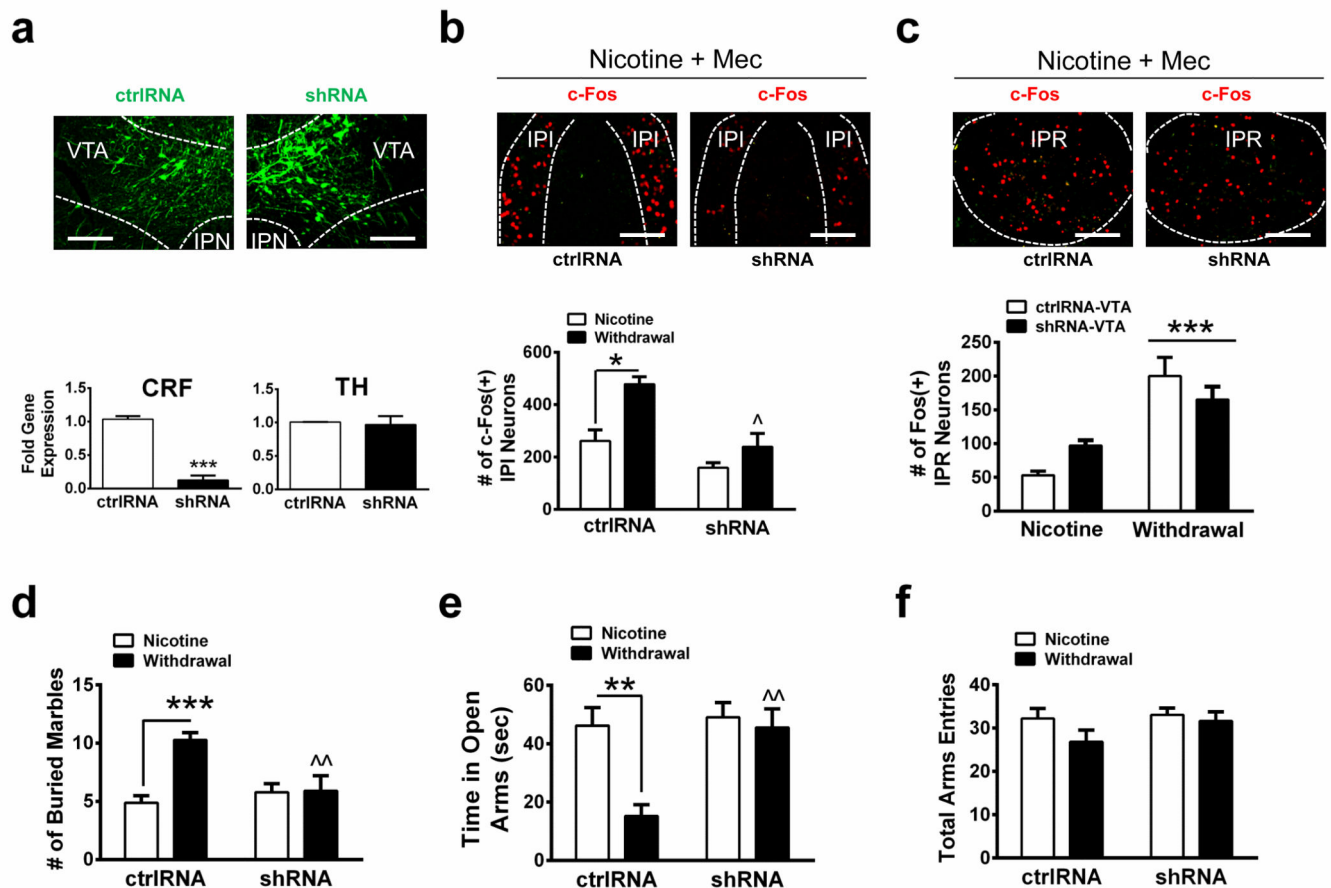 a
ctrlRNA
shRNA
VTA
VTA
IPN
IPN
CRF
TH
Fold Gene
Expression
1.5
1.0
0.5
0.0
***
ctrlRNA
shRNA
1.5
1.0
0.5
0.0
ctrlRNA
shRNA
b
Nicotine + Mec
c-Fos
c-Fos
IPI
IPI
IPI
IPI
ctrlRNA
shRNA
Nicotine
Withdrawal
# of c-Fos(+)
IPI Neurons
600
400
200
0
*
^
ctrlRNA
shRNA
c
Nicotine + Mec
c-Fos
c-Fos
IPR
IPR
ctrlRNA
shRNA
ctrlRNA-VTA
shRNA-VTA
# of Fos(+)
IPR Neurons
250
200
150
100
50
0
***
Nicotine
Withdrawal
d
Nicotine
Withdrawal
# of Buried Marbles
15
10
5
0
***
^^
ctrlRNA
shRNA
e
Nicotine
Withdrawal
Time in Open
Arms (sec)
60
40
20
0
**
^^
ctrlRNA
shRNA
f
Nicotine
Withdrawal
Total Arms Entries
40
30
20
10
0
ctrlRNA
shRNA